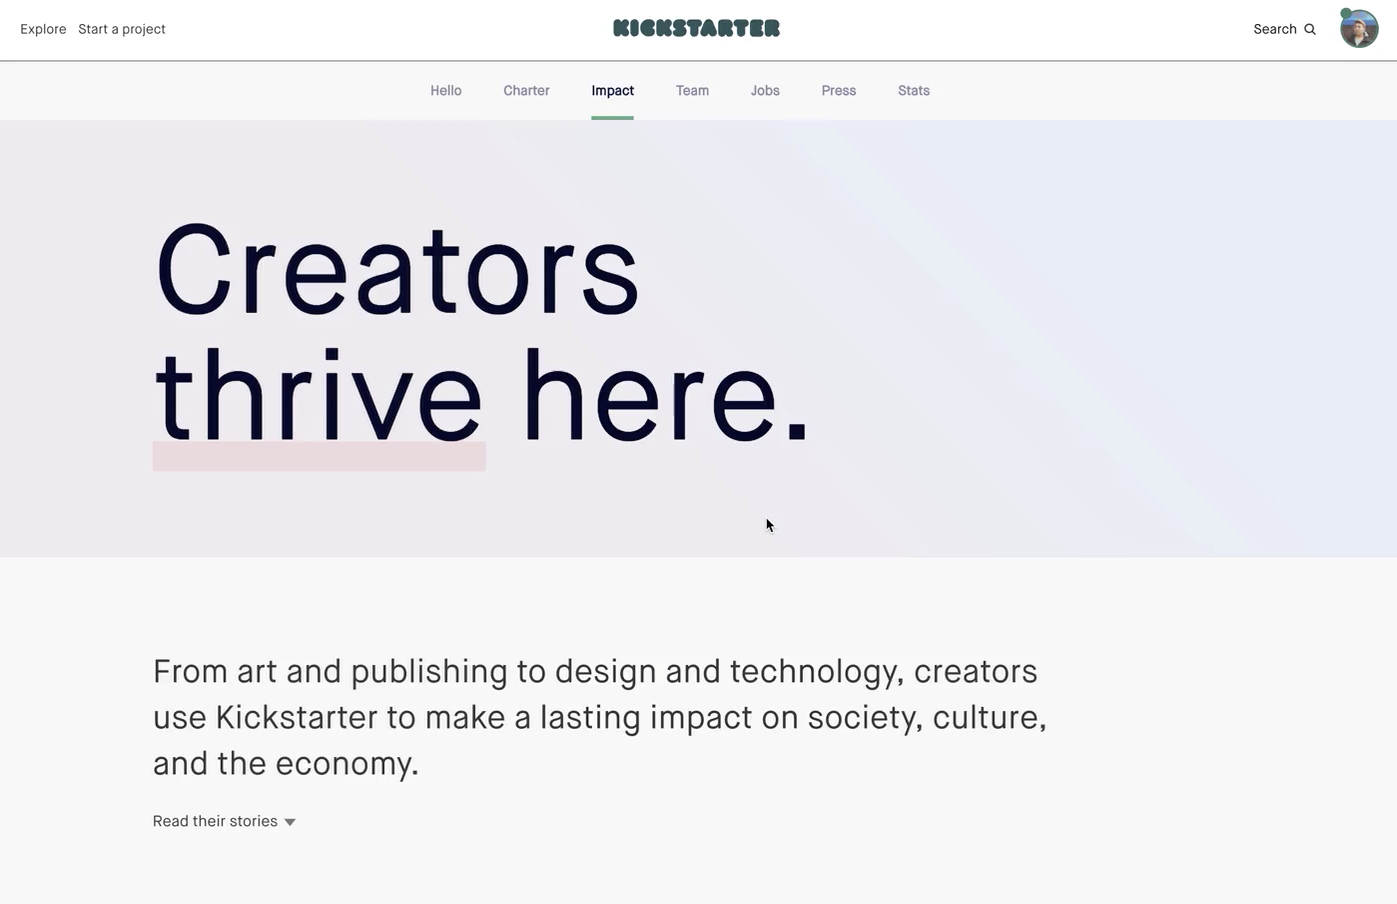 Explore Start a project KICKSTARTER Search
Hello Charter Impact Team Jobs Press Stats
Creators
thrive here.
From art and publishing to design and technology, creators
use Kickstarter to make a lasting impact on society, culture,
and the economy.
Read their stories